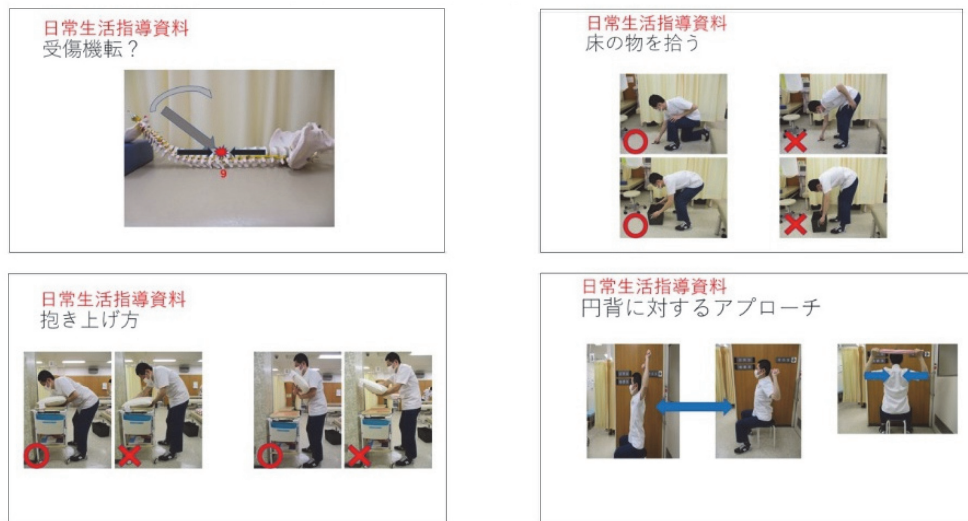 日常生活指導資料
受傷機転？
9
日常生活指導資料
床の物を拾う
日常生活指導資料
抱き上げ方
日常生活指導資料
円背に対するアプローチ